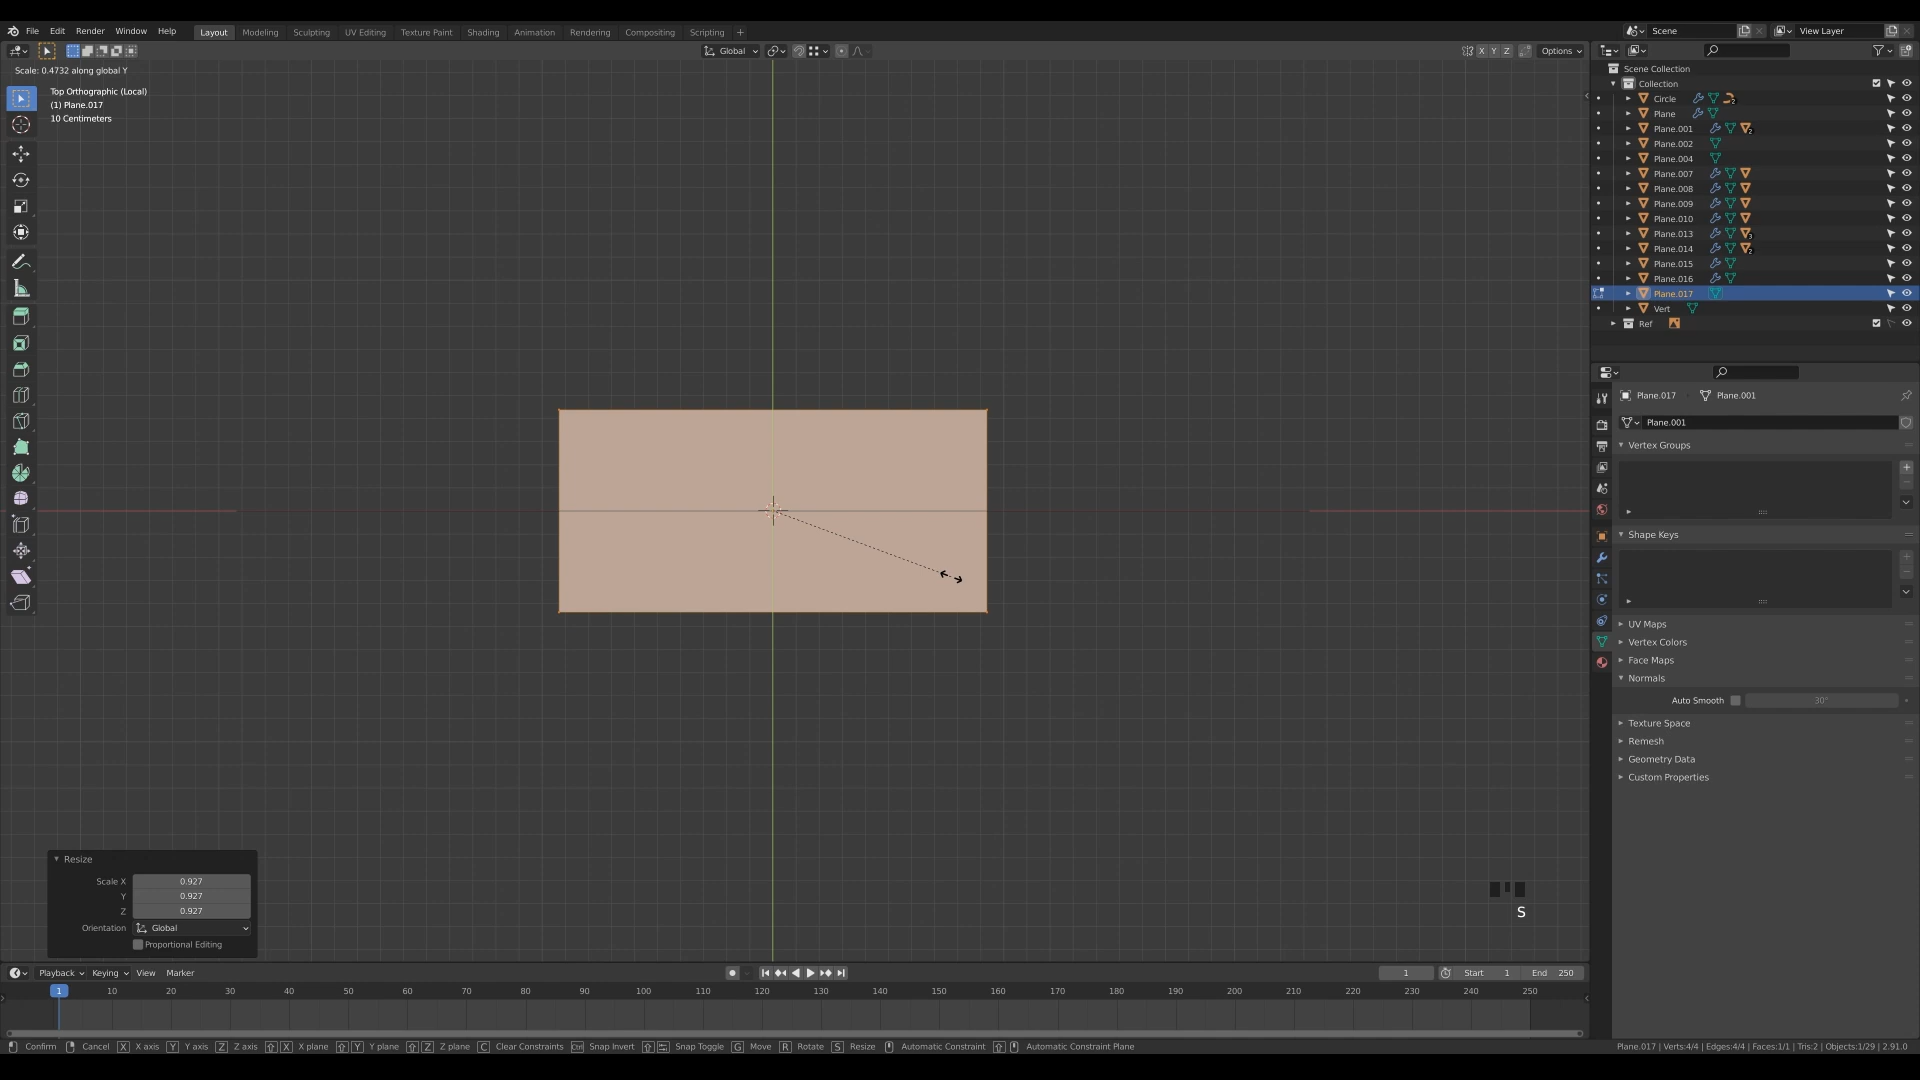 File Edit Render Window Help Layout Modeling Sculpting UV Editing Texture Paint Shading Animation Rendering Compositing Scripting + Scene View Layer
Global X Y Z Options
Scale: 0.4732 along global Y
Top Orthographic (Local)
(1) Plane.017
10 Centimeters
Scene Collection
Collection
Circle 2
Plane
Plane.001 2
Plane.002
Plane.004
Plane.007
Plane.008
Plane.009
Plane.010
Plane.013 3
Plane.014 2
Plane.015
Plane.016
Plane.017
Vert
Ref
Plane.017 Plane.001
Plane.001
Vertex Groups
Shape Keys
UV Maps
Vertex Colors
Face Maps
Normals
Auto Smooth 30°
Texture Space
Remesh
Geometry Data
Custom Properties
Resize
Scale X 0.927
Y 0.927
Z 0.927
Orientation Global
Proportional Editing
S
Playback Keying View Marker 1 Start 1 End 250
1 10 20 30 40 50 60 70 80 90 100 110 120 130 140 150 160 170 180 190 200 210 220 230 240 250
Confirm Cancel X X axis Y Y axis Z Z axis X X plane Y Y plane Z Z plane C Clear Constraints Ctrl Snap Invert Snap Toggle G Move R Rotate S Resize Automatic Constraint Automatic Constraint Plane Plane.017 | Verts:4/4 | Edges:4/4 | Faces:1/1 | Tris:2 | Objects:1/29 | 2.91.0